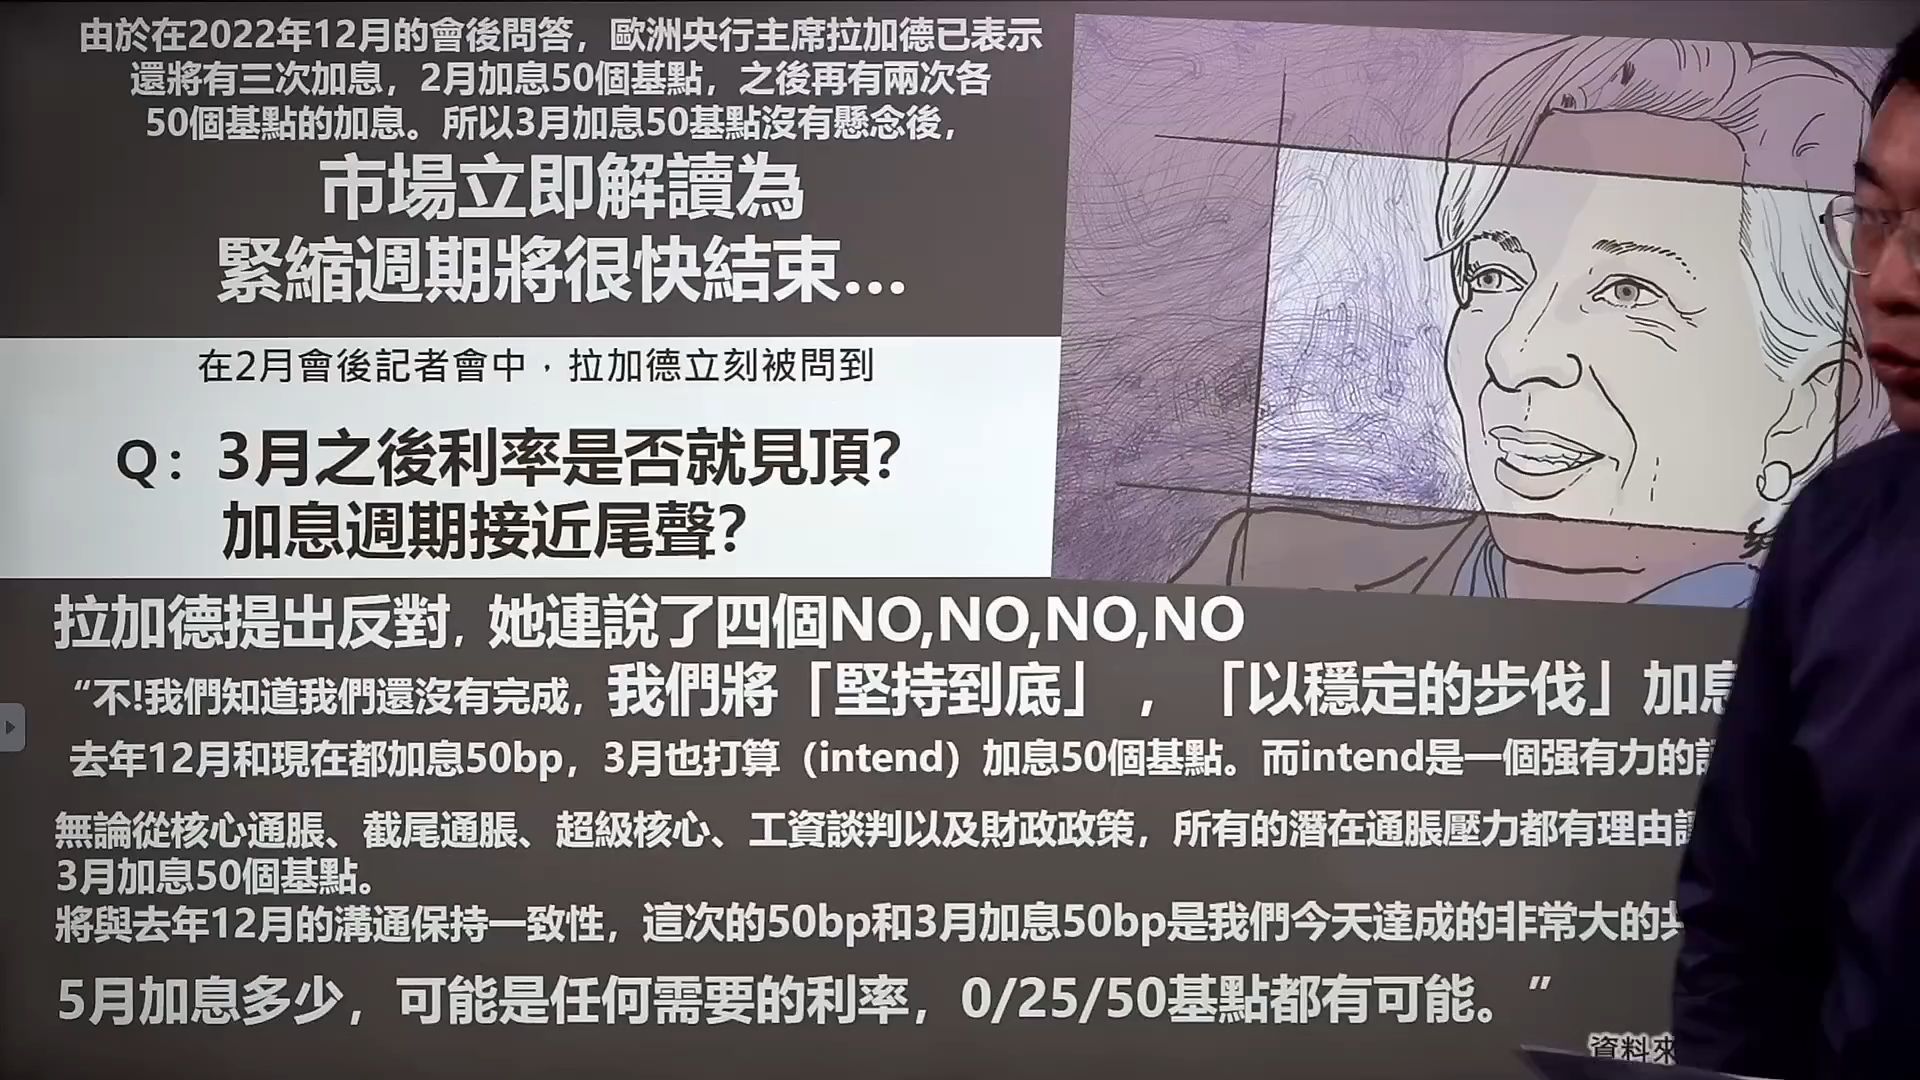 由於在2022年12月的會後問答，歐洲央行主席拉加德已表示
還將有三次加息，2月加息50個基點，之後再有兩次各
50個基點的加息。所以3月加息50基點沒有懸念後，
市場立即解讀為
緊縮週期將很快結束...
在2月會後記者會中，拉加德立刻被問到
Q：3月之後利率是否就見頂？
加息週期接近尾聲？
拉加德提出反對，她連說了四個NO,NO,NO,NO
“不!我們知道我們還沒有完成，我們將「堅持到底」，「以穩定的步伐」加息
去年12月和現在都加息50bp，3月也打算（intend）加息50個基點。而intend是一個强有力的
無論從核心通脹、截尾通脹、超級核心、工資談判以及財政政策，所有的潛在通脹壓力都有理由
3月加息50個基點。
將與去年12月的溝通保持一致性，這次的50bp和3月加息50bp是我們今天達成的非常大的
5月加息多少，可能是任何需要的利率，0/25/50基點都有可能。”
資料來